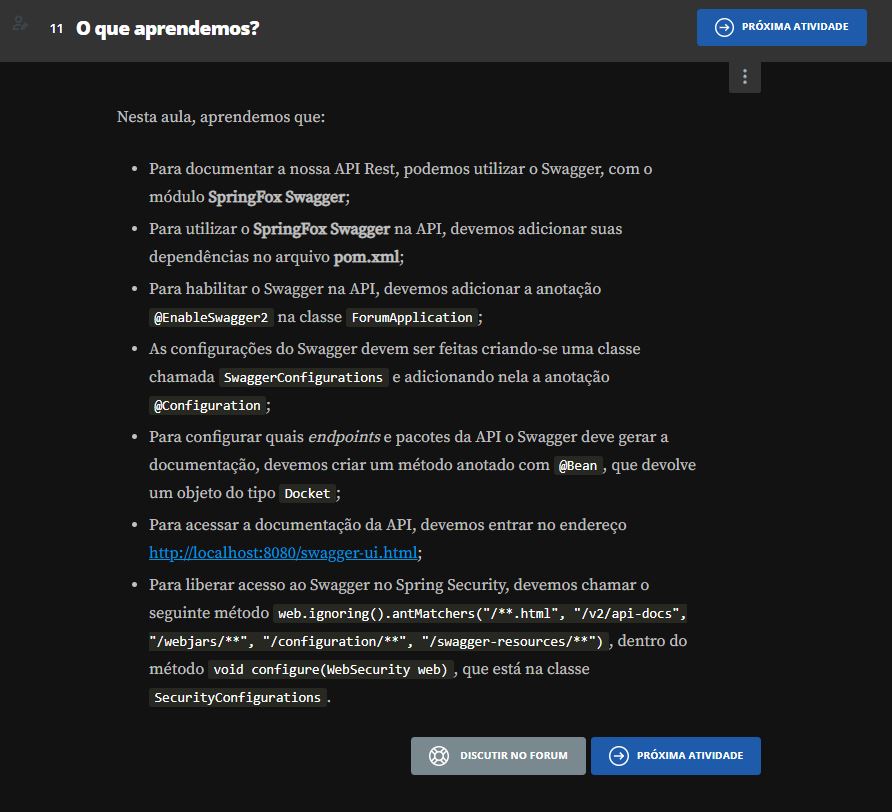 11 O que aprendemos?
PRÓXIMA ATIVIDADE
Nesta aula, aprendemos que:
• Para documentar a nossa API Rest, podemos utilizar o Swagger, com o
módulo SpringFox Swagger;
• Para utilizar o SpringFox Swagger na API, devemos adicionar suas
dependências no arquivo pom.xml;
• Para habilitar o Swagger na API, devemos adicionar a anotação
@EnableSwagger2 na classe ForumApplication;
• As configurações do Swagger devem ser feitas criando-se uma classe
chamada SwaggerConfigurations e adicionando nela a anotação
@Configuration;
• Para configurar quais endpoints e pacotes da API o Swagger deve gerar a
documentação, devemos criar um método anotado com @Bean, que devolve
um objeto do tipo Docket;
• Para acessar a documentação da API, devemos entrar no endereço
http://localhost:8080/swagger-ui.html;
• Para liberar acesso ao Swagger no Spring Security, devemos chamar o
seguinte método web.ignoring().antMatchers("/**.html", "/v2/api-docs",
"/webjars/**", "/configuration/**", "/swagger-resources/**"), dentro do
método void configure(WebSecurity web), que está na classe
SecurityConfigurations.
DISCUTIR NO FORUM
PRÓXIMA ATIVIDADE